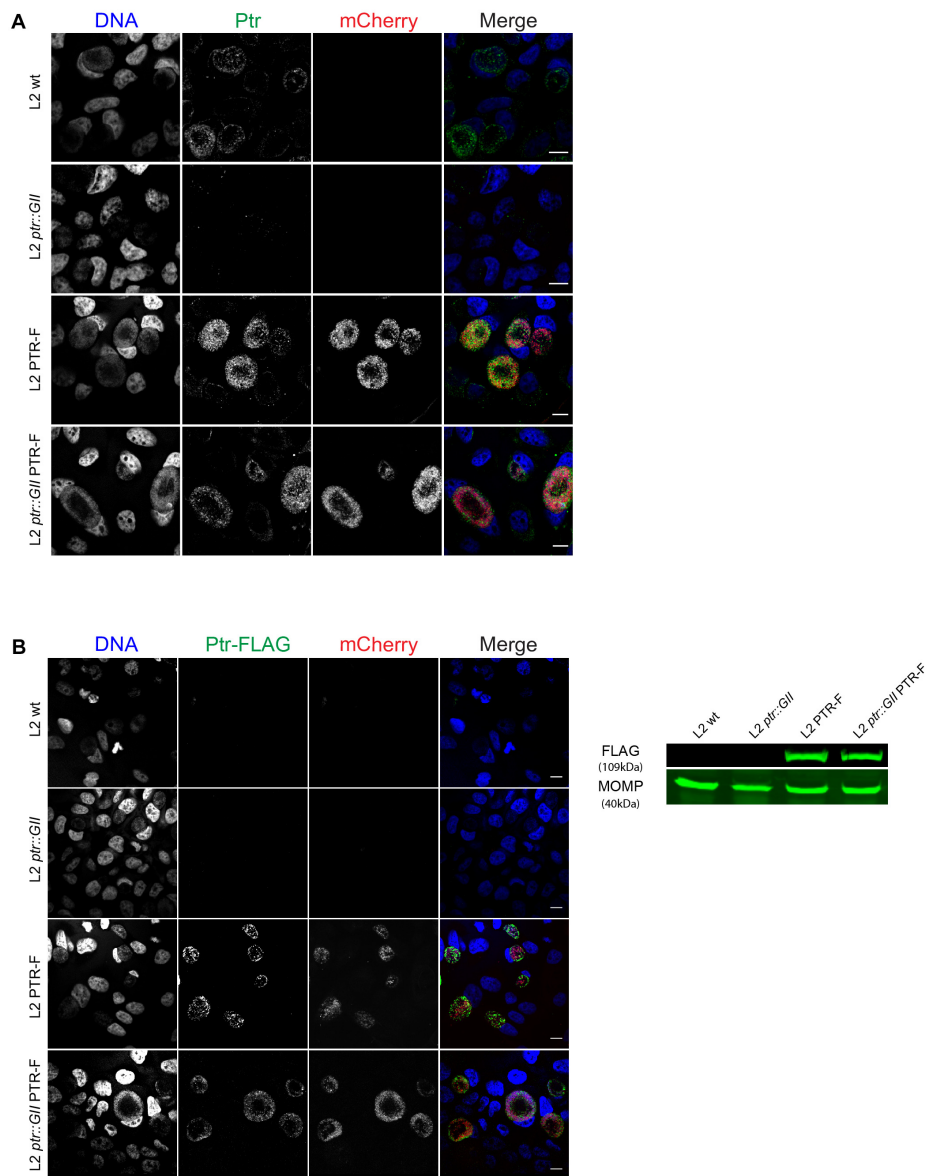 A
DNA Ptr mCherry Merge
L2 wt
L2 ptr::GII
L2 PTR-F
L2 ptr::GII PTR-F
B
DNA Ptr-FLAG mCherry Merge
L2 wt
L2 ptr::GII
L2 PTR-F
L2 ptr::GII PTR-F
L2 wt L2 ptr::GII L2 PTR-F L2 ptr::GII PTR-F
FLAG
(109kDa)
MOMP
(40kDa)